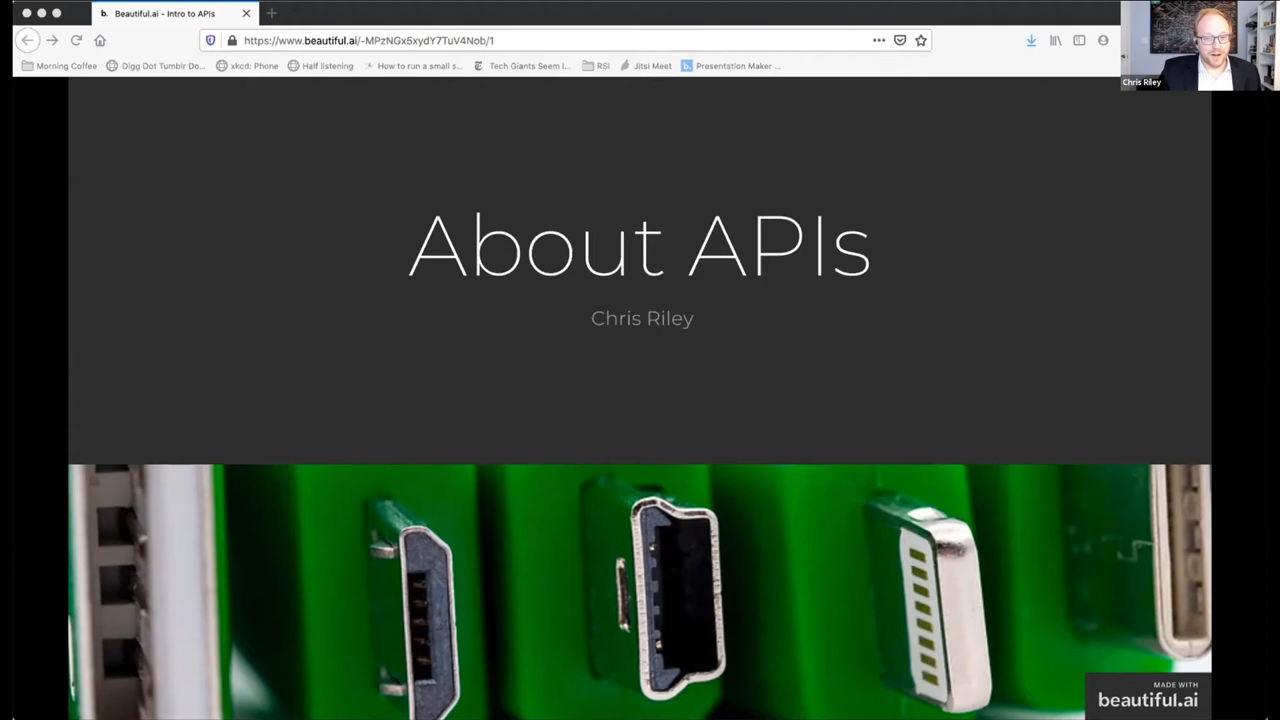 b. Beautiful.ai - Intro to APIs
https://www.beautiful.ai/-MPzNGx5xydY7TuV4Nob/1
Morning Coffee
Digg Dot Tumblr Do...
xkcd: Phone
Half listening
How to run a small s...
Tech Giants Seem I...
RSI
Jitsi Meet
b. Presentation Maker ...
Chris Riley
About APIs
Chris Riley
MADE WITH
beautiful.ai